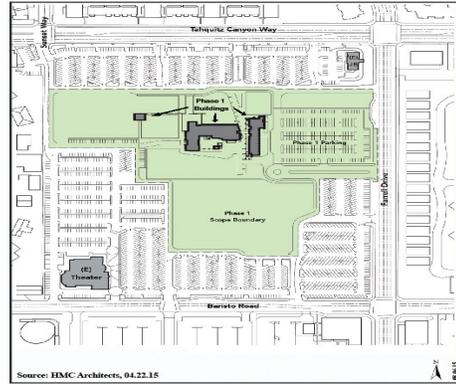 Tahquitz Canyon Way
Sunset Way
Phase 1
Buildings
Phase 1 Parking
Farrell Drive
Phase 1
Scope Boundary
(E)
Theater
Baristo Road
Source: HMC Architects, 04.22.15
N